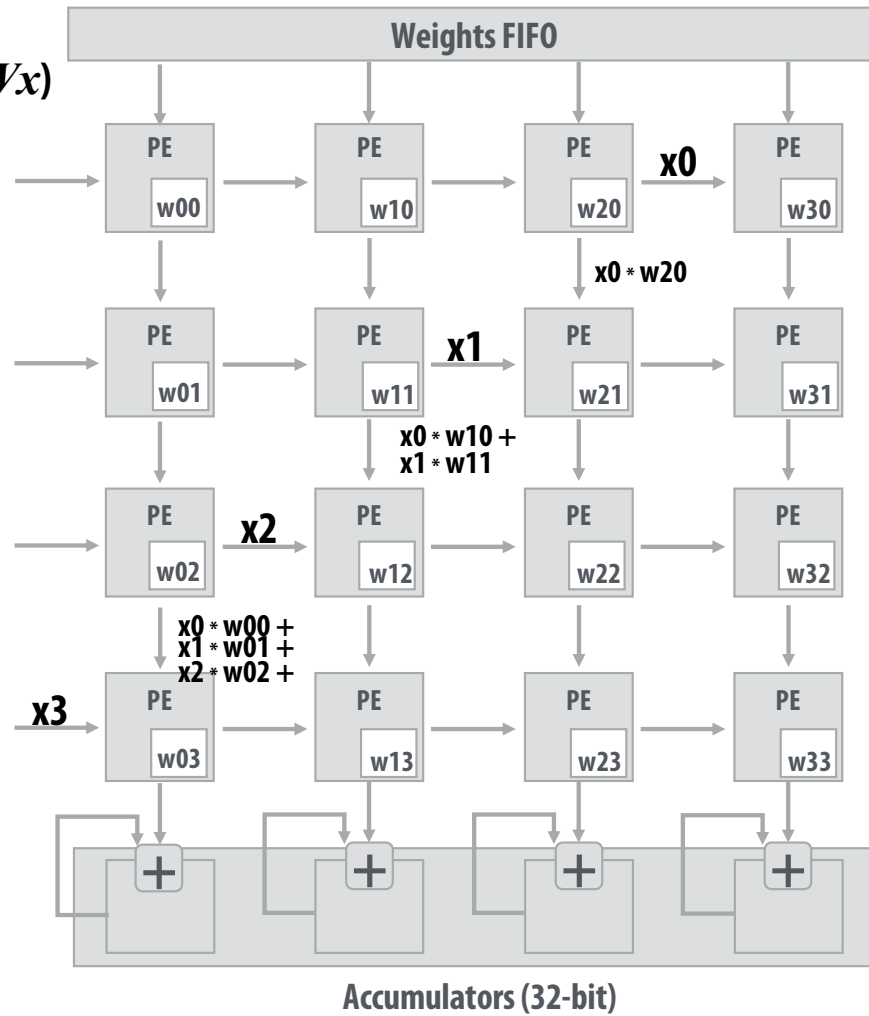 Weights FIFO
Vx)
PE
PE
PE
x0
PE
w00
w10
w20
w30
x0 * w20
PE
PE
x1
PE
PE
w01
w11
w21
w31
x0 * w10 +
x1 * w11
PE
x2
PE
PE
PE
w02
w12
w22
w32
x0 * w00 +
x1 * w01 +
x2 * w02 +
x3
PE
PE
PE
PE
w03
w13
w23
w33
+
+
+
+
Accumulators (32-bit)